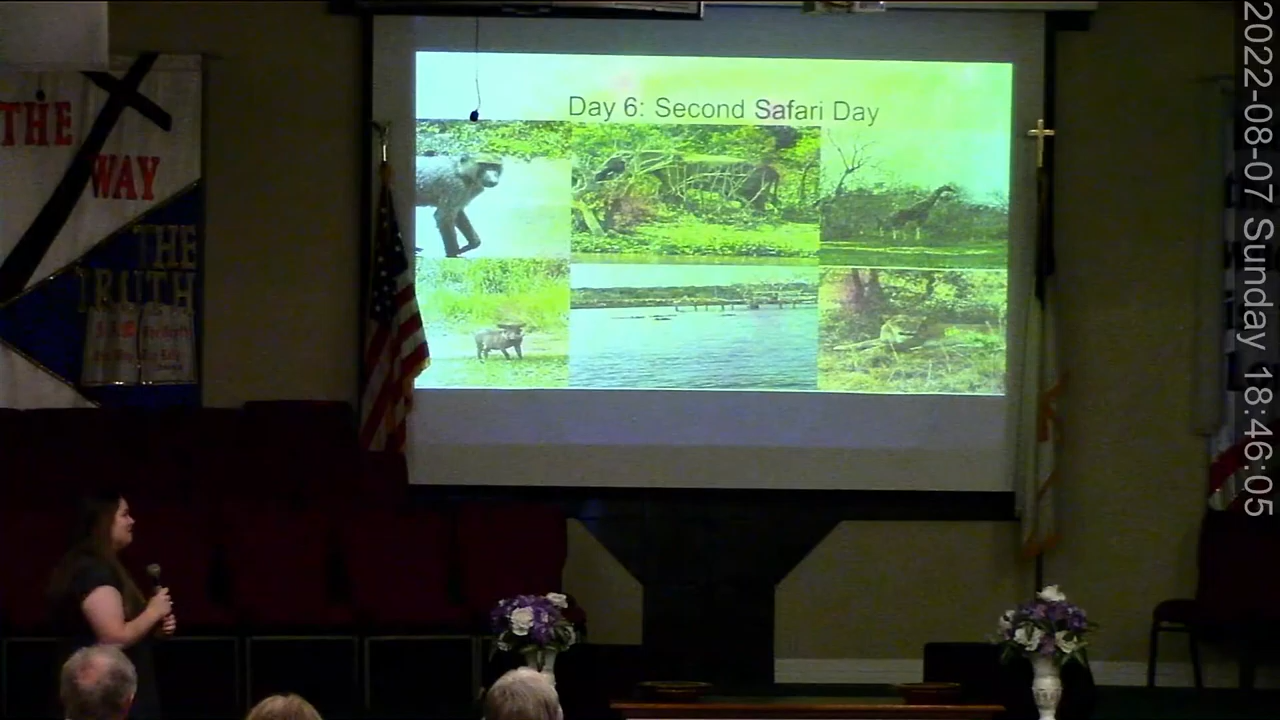 THE
WAY
THE
TRUTH
Day 6: Second Safari Day
2022-08-07 Sunday 18:46:05